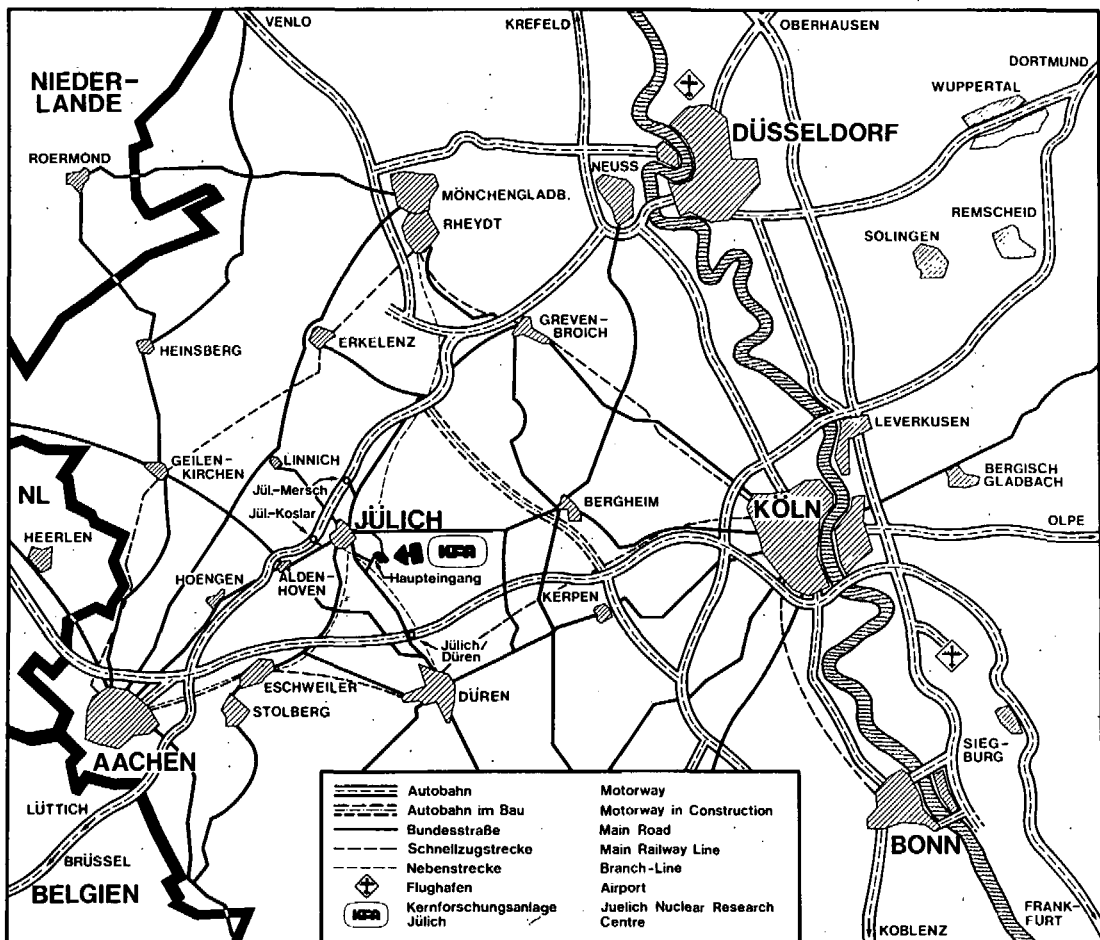 VENLO
KREFELD
OBERHAUSEN
DORTMUND
NIEDER-
LANDE
WUPPERTAL
DÜSSELDORF
ROERMOND
NEUSS
MÖNCHENGLADB.
RHEYDT
REMSCHEID
SOLINGEN
GREVEN-
BROICH
ERKELENZ
HEINSBERG
LEVERKUSEN
GEILEN-
KIRCHEN
LINNICH
BERGISCH
GLADBACH
NL
Jül.-Mersch
BERGHEIM
KÖLN
Jül.-Koslar
JÜLICH
OLPE
HEERLEN
KFA
Haupteingang
HOENGEN
ALDEN-
HOVEN
KERPEN
Jülich/
Düren
ESCHWEILER
DÜREN
STOLBERG
SIEG-
BURG
AACHEN
LÜTTICH
BONN
BRÜSSEL
BELGIEN
FRANK-
FURT
KOBLENZ
Autobahn Motorway
Autobahn im Bau Motorway in Construction
Bundesstraße Main Road
Schnellzugstrecke Main Railway Line
Nebenstrecke Branch-Line
Flughafen Airport
KFA Kernforschungsanlage Juelich Nuclear Research
Jülich Centre